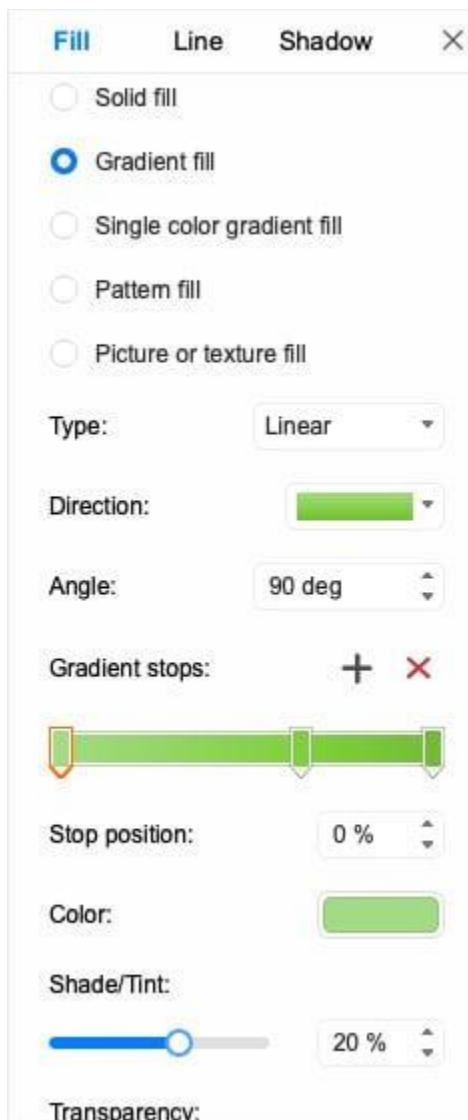 Fill Line Shadow
Solid fill
Gradient fill
Single color gradient fill
Pattern fill
Picture or texture fill
Type: Linear
Direction:
Angle: 90 deg
Gradient stops:
Stop position: 0 %
Color:
Shade/Tint:
20 %
Transparency: